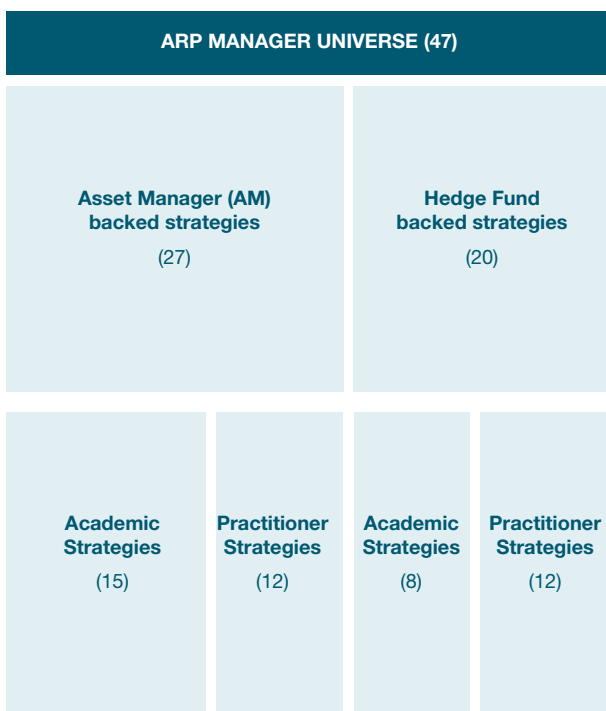 ARP MANAGER UNIVERSE (47)
Asset Manager (AM)
backed strategies
(27)
Hedge Fund
backed strategies
(20)
Academic
Strategies
(15)
Practitioner
Strategies
(12)
Academic
Strategies
(8)
Practitioner
Strategies
(12)